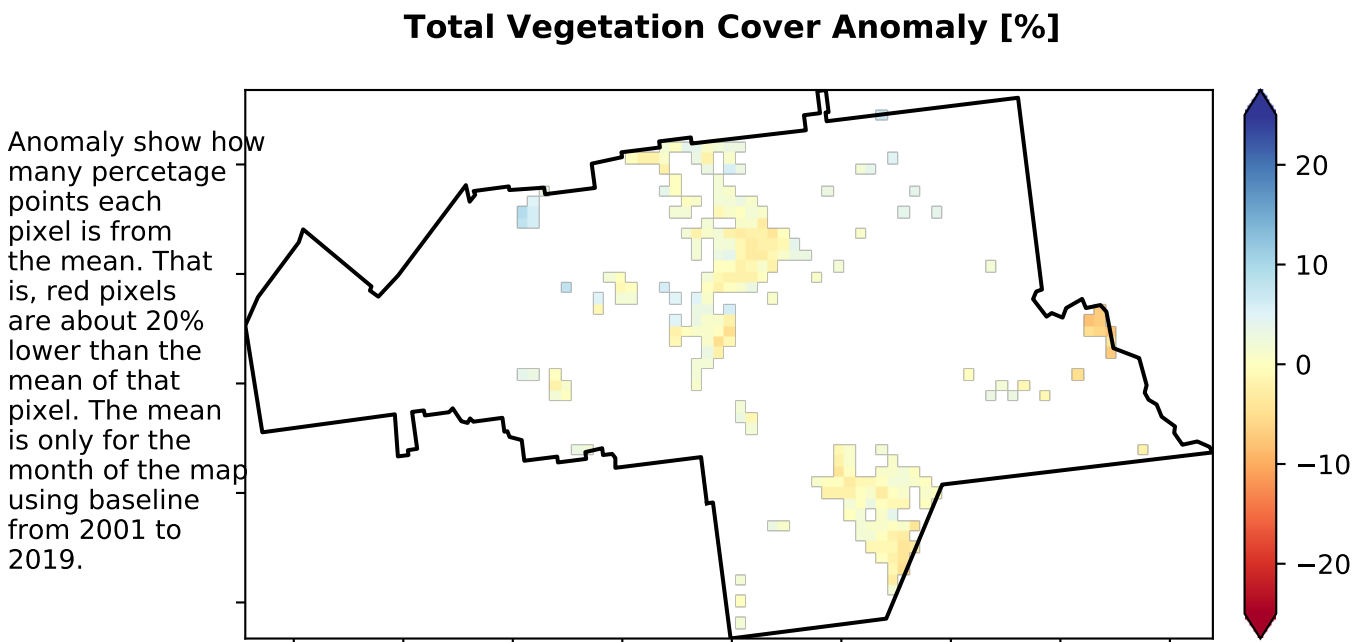 Total Vegetation Cover Anomaly [%]
Anomaly show how
many percetage
points each
pixel is from
the mean. That
is, red pixels
are about 20%
lower than the
mean of that
pixel. The mean
is only for the
month of the map
using baseline
from 2001 to
2019.
20
10
0
−10
−20